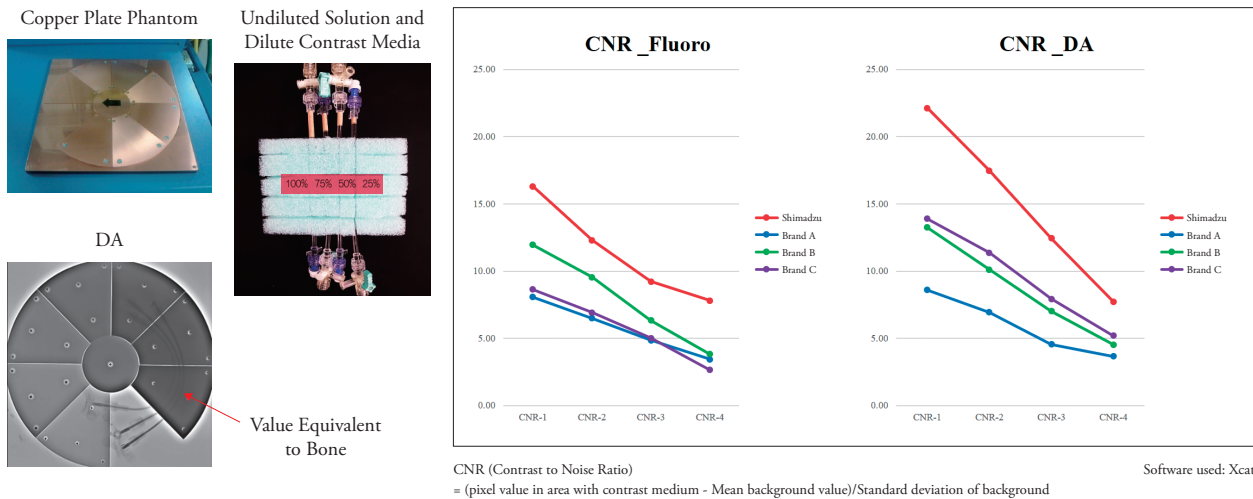 Copper Plate Phantom
Undiluted Solution and
Dilute Contrast Media
100% 75% 50% 25%
DA
Value Equivalent
to Bone
CNR _Fluoro
25.00
20.00
15.00
10.00
5.00
0.00
CNR-1 CNR-2 CNR-3 CNR-4
Shimadzu
Brand A
Brand B
Brand C
CNR _DA
25.00
20.00
15.00
10.00
5.00
0.00
CNR-1 CNR-2 CNR-3 CNR-4
Shimadzu
Brand A
Brand B
Brand C
CNR (Contrast to Noise Ratio)
= (pixel value in area with contrast medium - Mean background value)/Standard deviation of background
Software used: Xcat